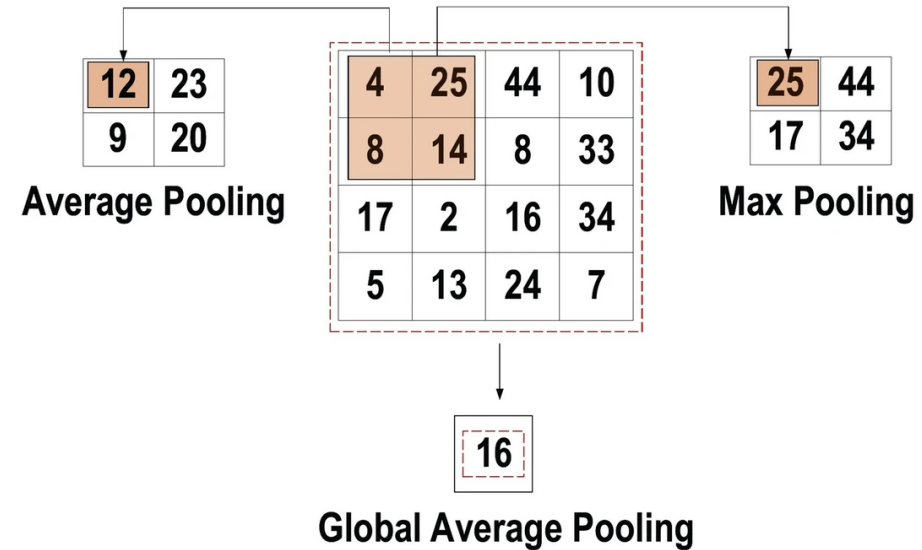 12 23
9 20
Average Pooling
4 25 44 10
8 14 8 33
17 2 16 34
5 13 24 7
25 44
17 34
Max Pooling
16
Global Average Pooling